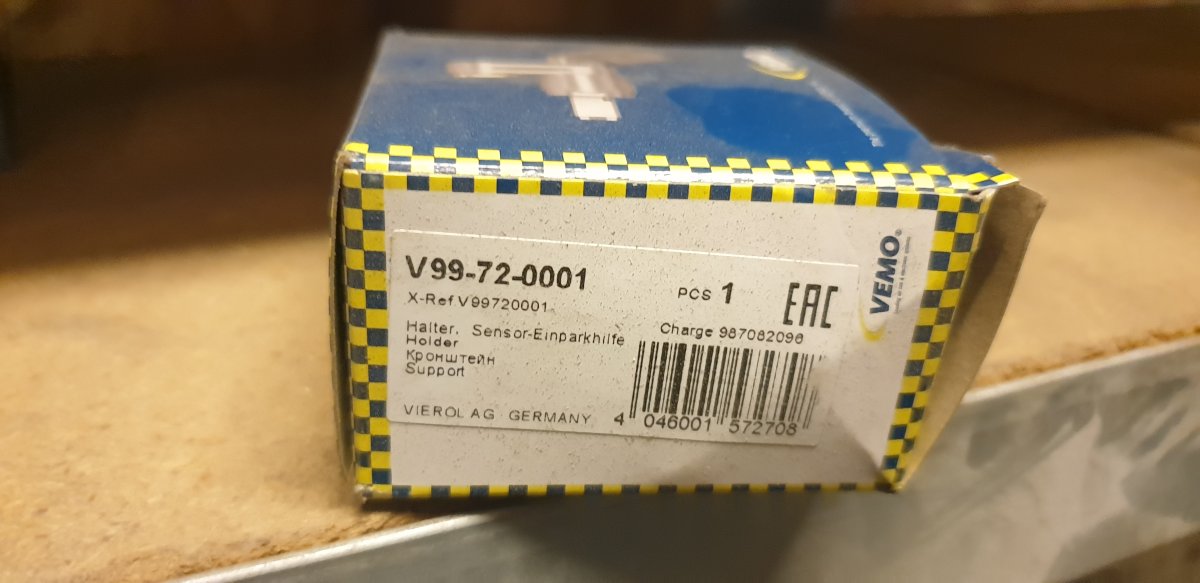 V99-72-0001
X-Ref V99720001
PCS 1
EAC
Halter, Sensor-Einparkhilfe
Holder
Кронштейн
Support
Charge 987082098
VIEROL AG GERMANY
4 046001 572708
VEMO®